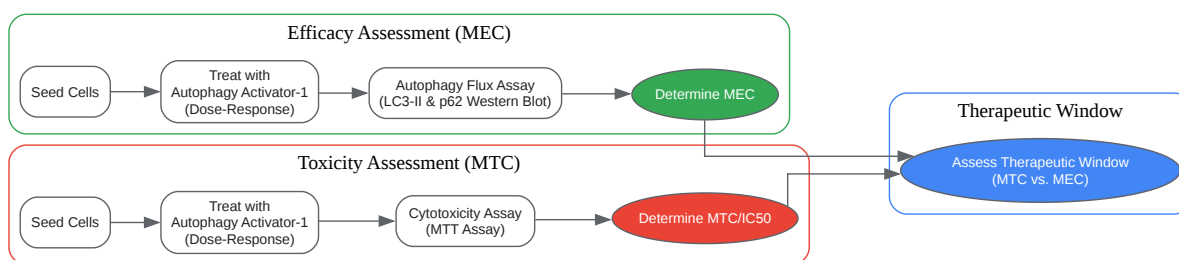 Efficacy Assessment (MEC)
Seed Cells
Treat with
Autophagy Activator-1
(Dose-Response)
Autophagy Flux Assay
(LC3-II & p62 Western Blot)
Determine MEC
Therapeutic Window
Assess Therapeutic Window
(MTC vs. MEC)
Toxicity Assessment (MTC)
Seed Cells
Treat with
Autophagy Activator-1
(Dose-Response)
Cytotoxicity Assay
(MTT Assay)
Determine MTC/IC50